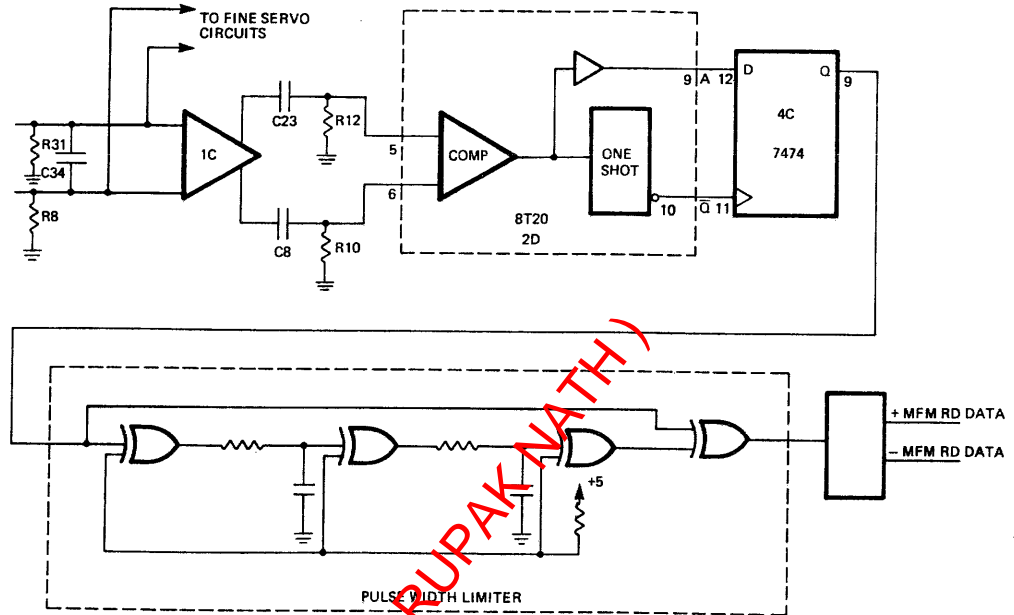 TO FINE SERVO
CIRCUITS
R31
C34
R8
1C
C23
R12
C8
R10
5
6
COMP
ONE
SHOT
8T20
2D
9 A 12
10 Q̅ 11
D
Q
4C
7474
9
+5
PULSE WIDTH LIMITER
+ MFM RD DATA
− MFM RD DATA
RUPAK NATH )